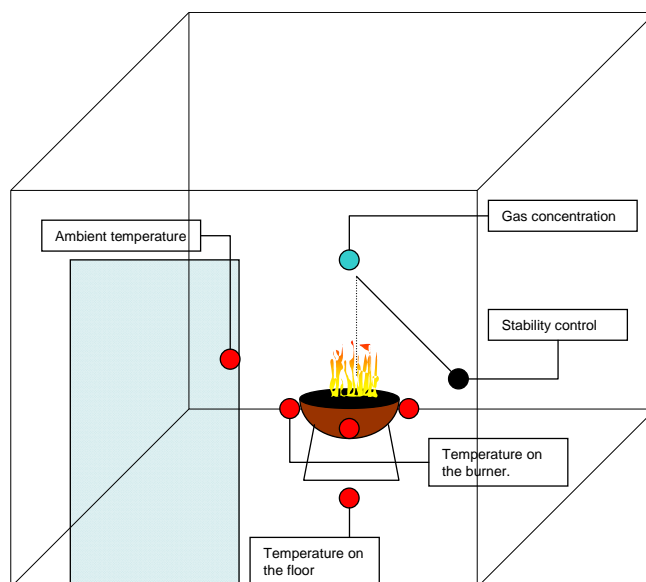 Gas concentration
Ambient temperature
Stability control
Temperature on
the burner.
Temperature on
the floor